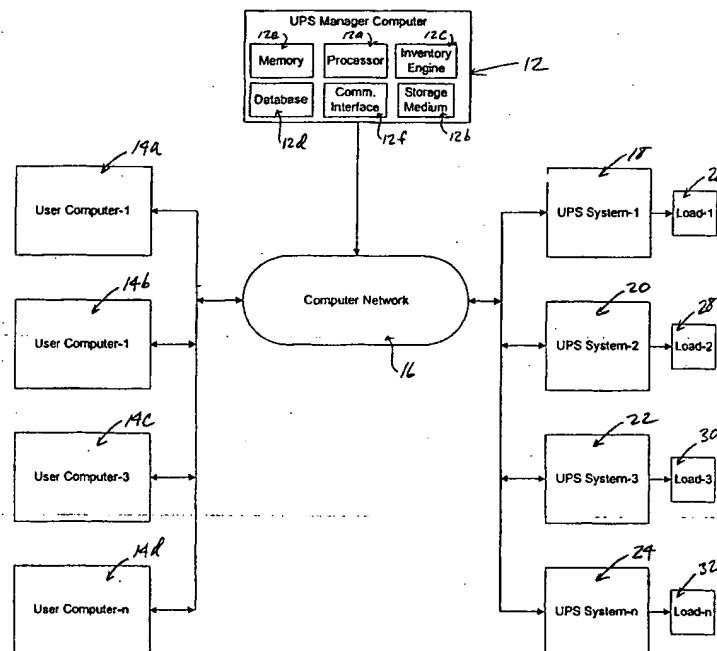 UPS Manager Computer
12e 12a 12c
Memory Processor Inventory Engine
12
Database Comm. Interface Storage Medium
12d 12f 12b
14a
User Computer-1
14b
User Computer-1
14c
User Computer-3
14d
User Computer-n
Computer Network
16
18
UPS System-1
Load-1
20
UPS System-2
28
Load-2
22
UPS System-3
30
Load-3
24
UPS System-n
32
Load-n